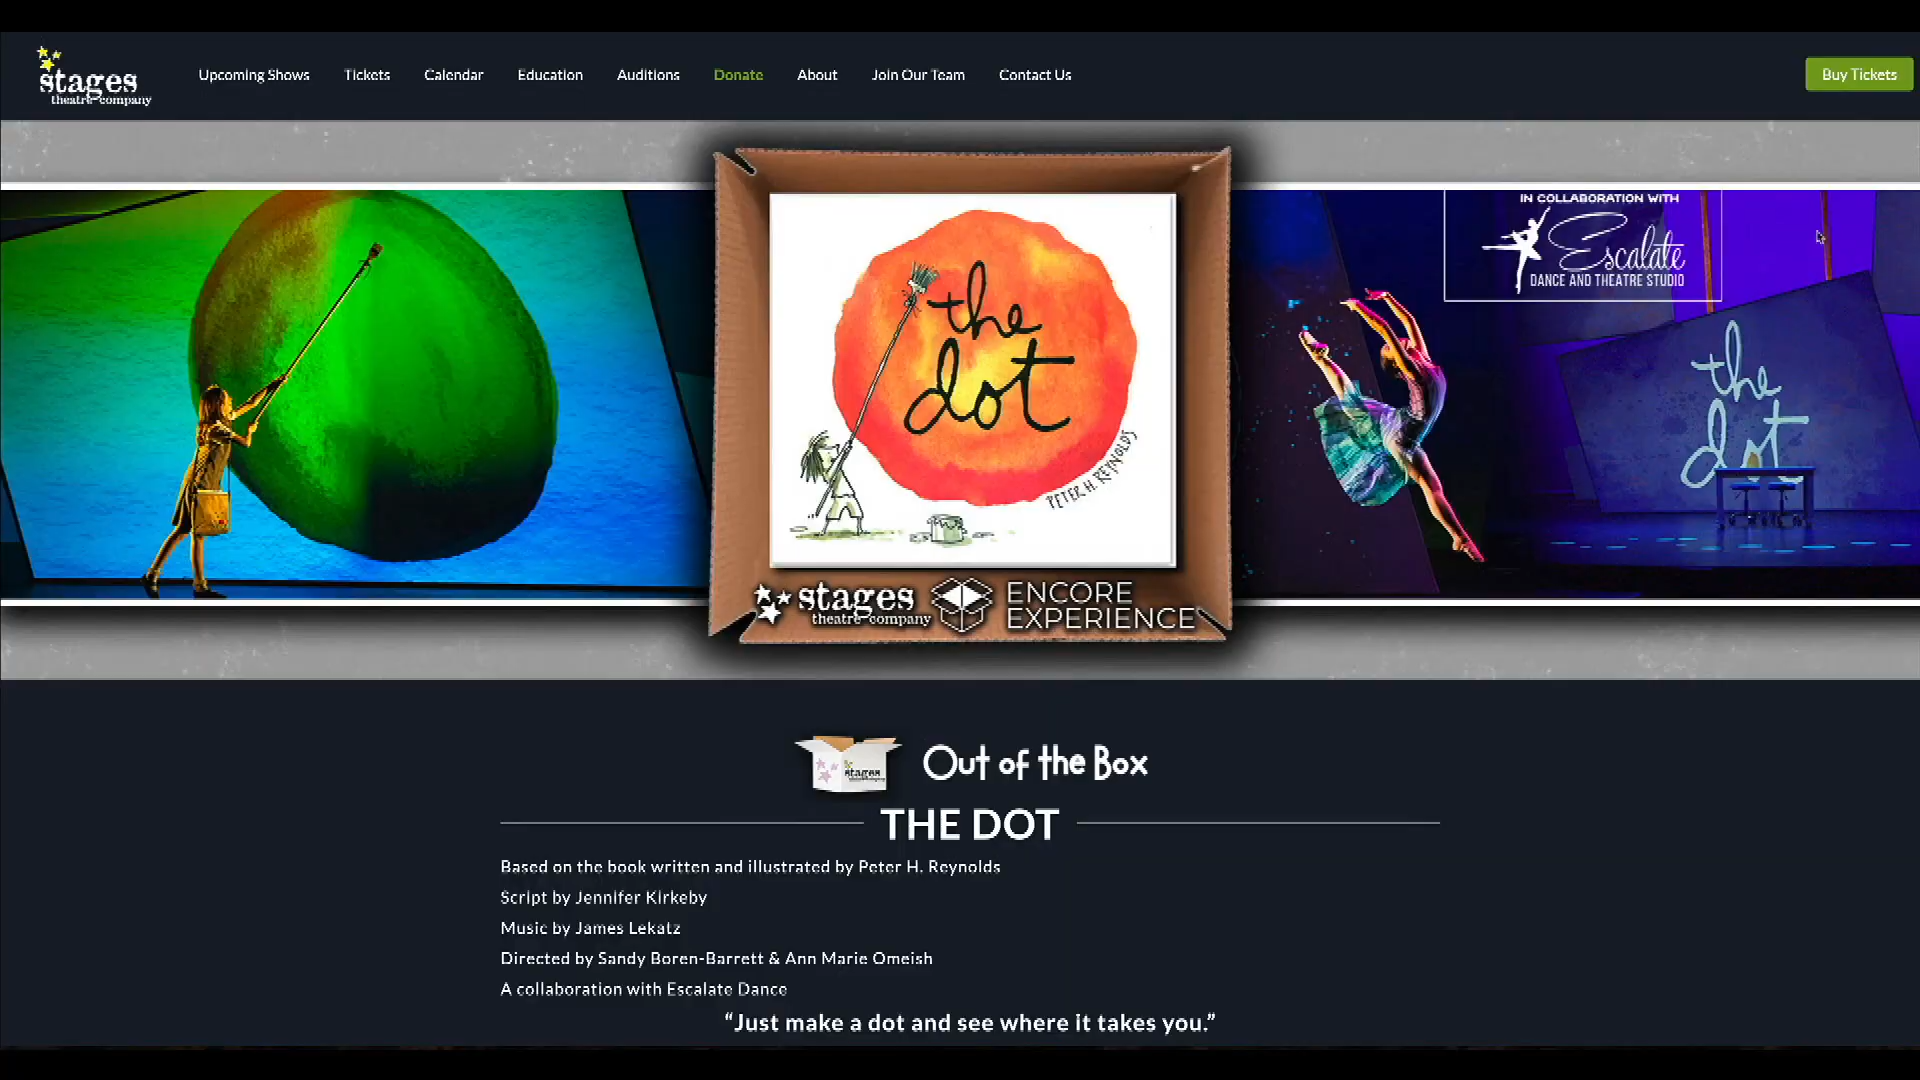 stages
theatre company
Upcoming Shows
Tickets
Calendar
Education
Auditions
Donate
About
Join Our Team
Contact Us
Buy Tickets
the
dot
PETER H. REYNOLDS
stages
theatre company
ENCORE
EXPERIENCE
IN COLLABORATION WITH
Escalate
DANCE AND THEATRE STUDIO
the
dot
stages
Out of the Box
THE DOT
Based on the book written and illustrated by Peter H. Reynolds
Script by Jennifer Kirkeby
Music by James Lekatz
Directed by Sandy Boren-Barrett & Ann Marie Omeish
A collaboration with Escalate Dance
“Just make a dot and see where it takes you.”